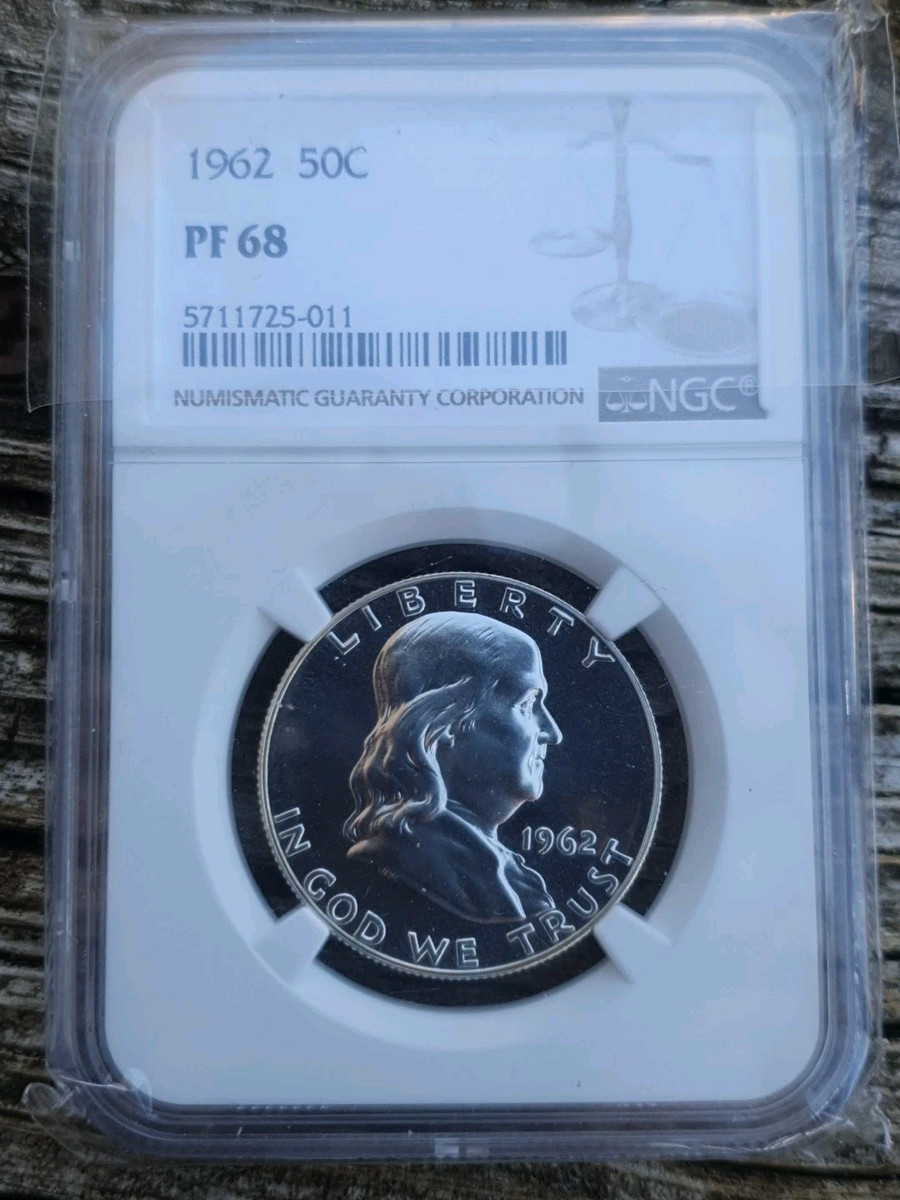 1962 50C
PF 68
5711725-011
NUMISMATIC GUARANTY CORPORATION
NGC®
LIBERTY
1962
IN GOD WE TRUST